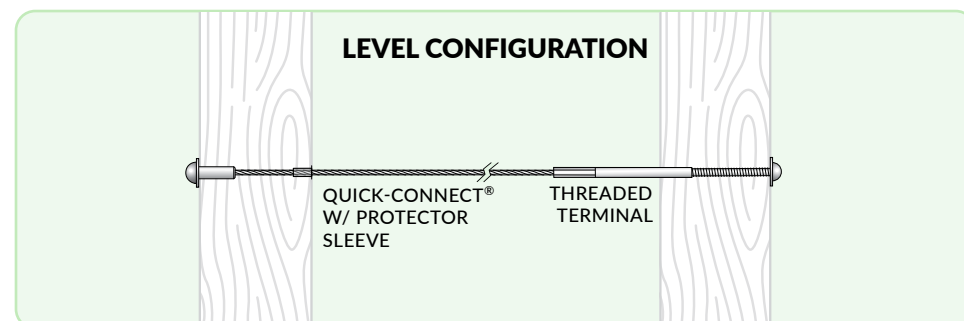 LEVEL CONFIGURATION
QUICK-CONNECT®
W/ PROTECTOR
SLEEVE
THREADED
TERMINAL